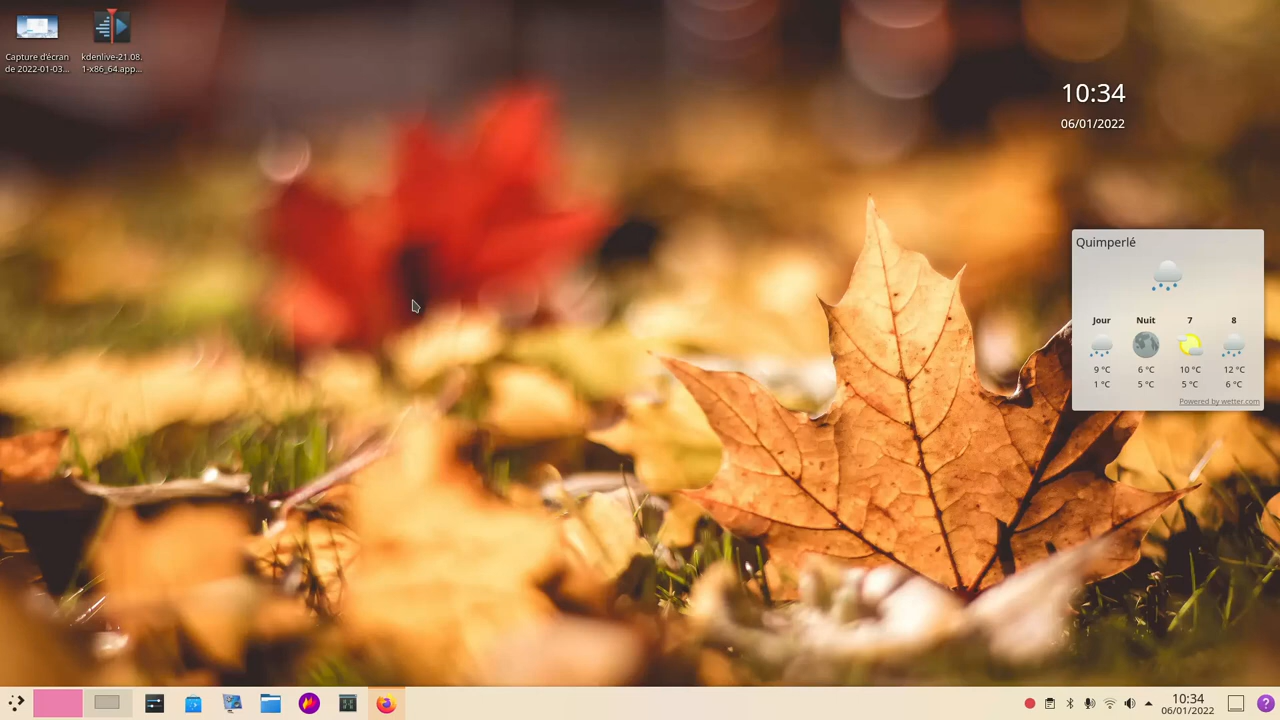 Capture d'écran
de 2022-01-03...
kdenlive-21.08.
1-x86_64.app...
10:34
06/01/2022
Quimperlé
Jour Nuit 7 8
9 °C 6 °C 10 °C 12 °C
1 °C 5 °C 5 °C 6 °C
Powered by wetter.com
10:34
06/01/2022
?